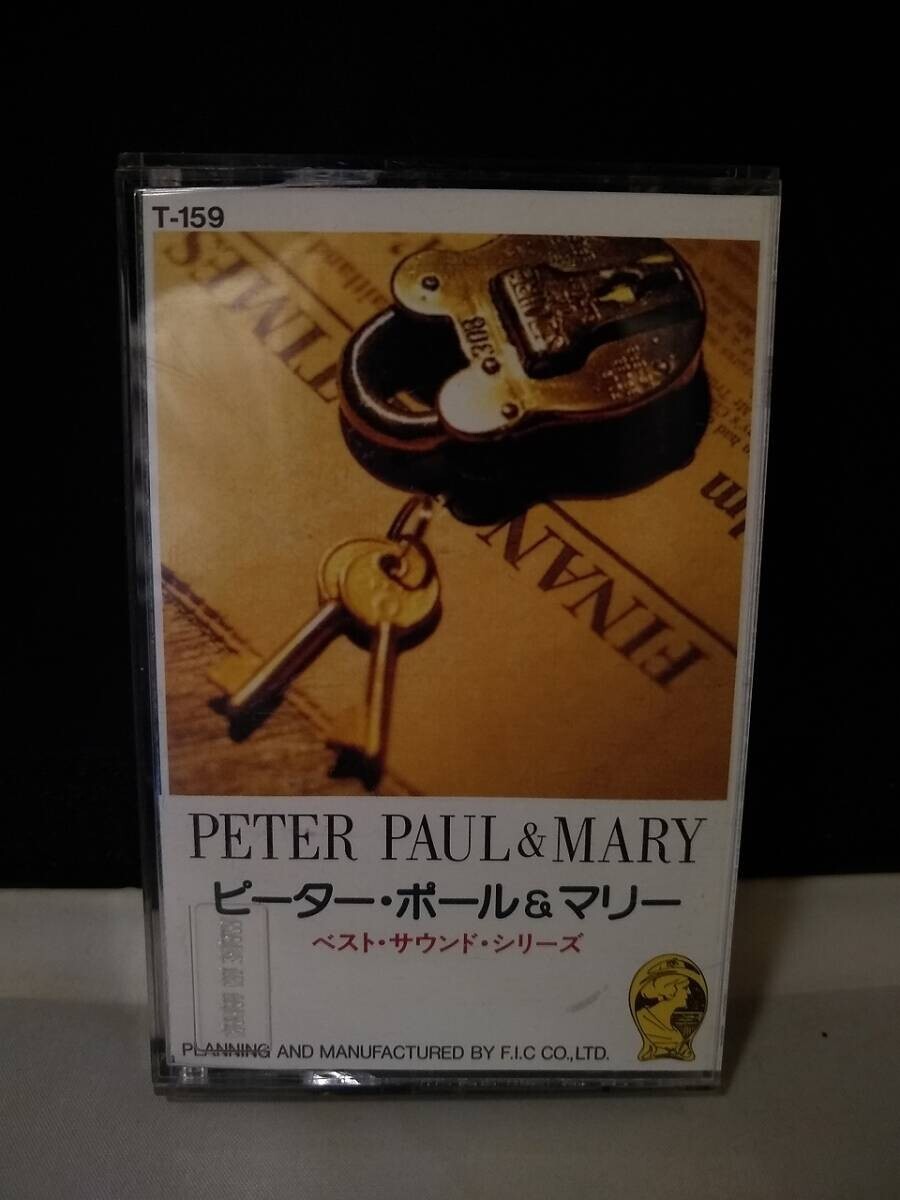 T-159
TIMES
308
FINAN
PETER PAUL & MARY
ピーター・ポール&マリー
ベスト・サウンド・シリーズ
PLANNING AND MANUFACTURED BY F.I.C CO.,LTD.